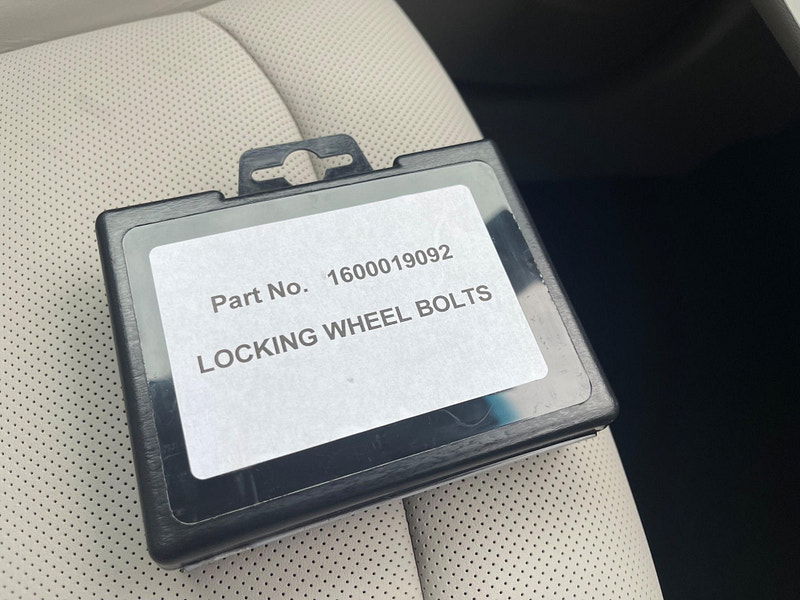 Part No. 1600019092
LOCKING WHEEL BOLTS